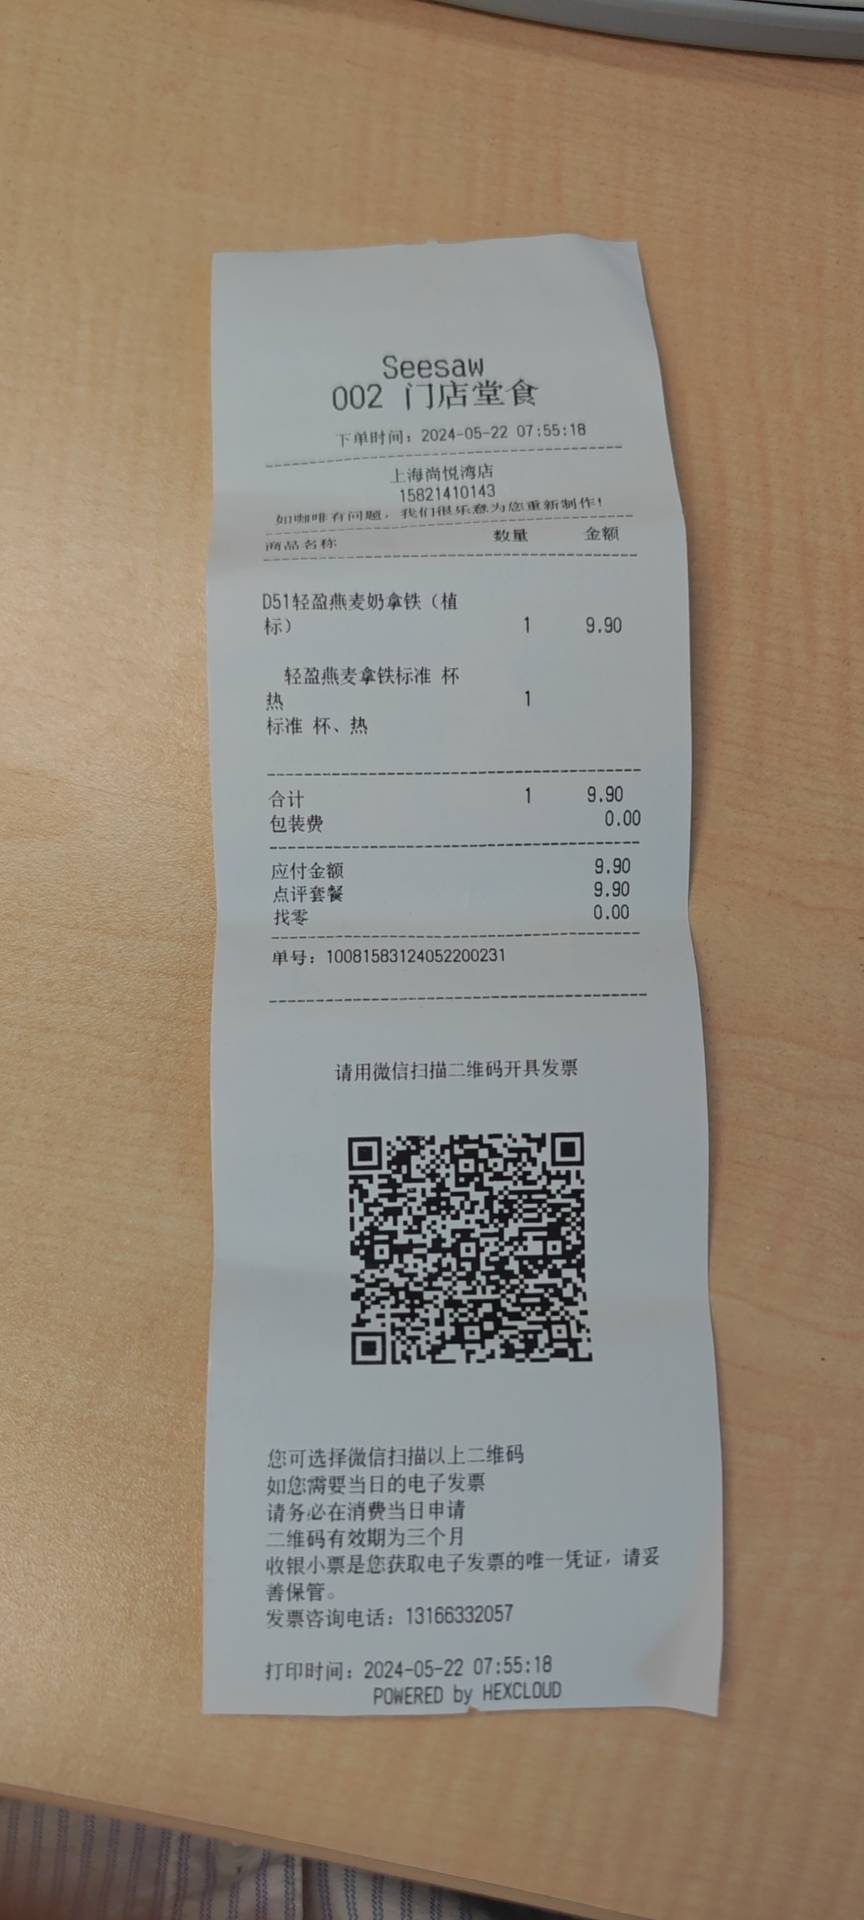 Seesaw
002 门店堂食
下单时间：2024-05-22 07:55:18
上海尚悦湾店
15821410143
如咖啡有问题，我们很乐意为您重新制作！
商品名称 数量 金额
D51轻盈燕麦奶拿铁（植
标） 1 9.90
轻盈燕麦拿铁标准 杯
热 1
标准 杯、热
合计 1 9.90
包装费 0.00
应付金额 9.90
点评套餐 9.90
找零 0.00
单号：10081583124052200231
请用微信扫描二维码开具发票
您可选择微信扫描以上二维码
如您需要当日的电子发票
请务必在消费当日申请
二维码有效期为三个月
收银小票是您获取电子发票的唯一凭证，请妥
善保管。
发票咨询电话：13166332057
打印时间：2024-05-22 07:55:18
POWERED by HEXCLOUD